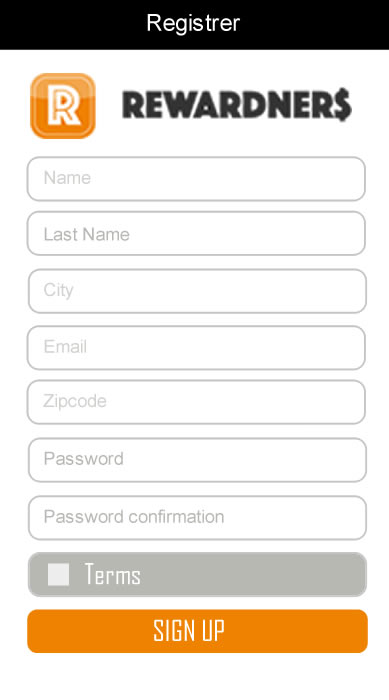 Registrer
R REWARDNER$
Name
Last Name
City
Email
Zipcode
Password
Password confirmation
Terms
SIGN UP